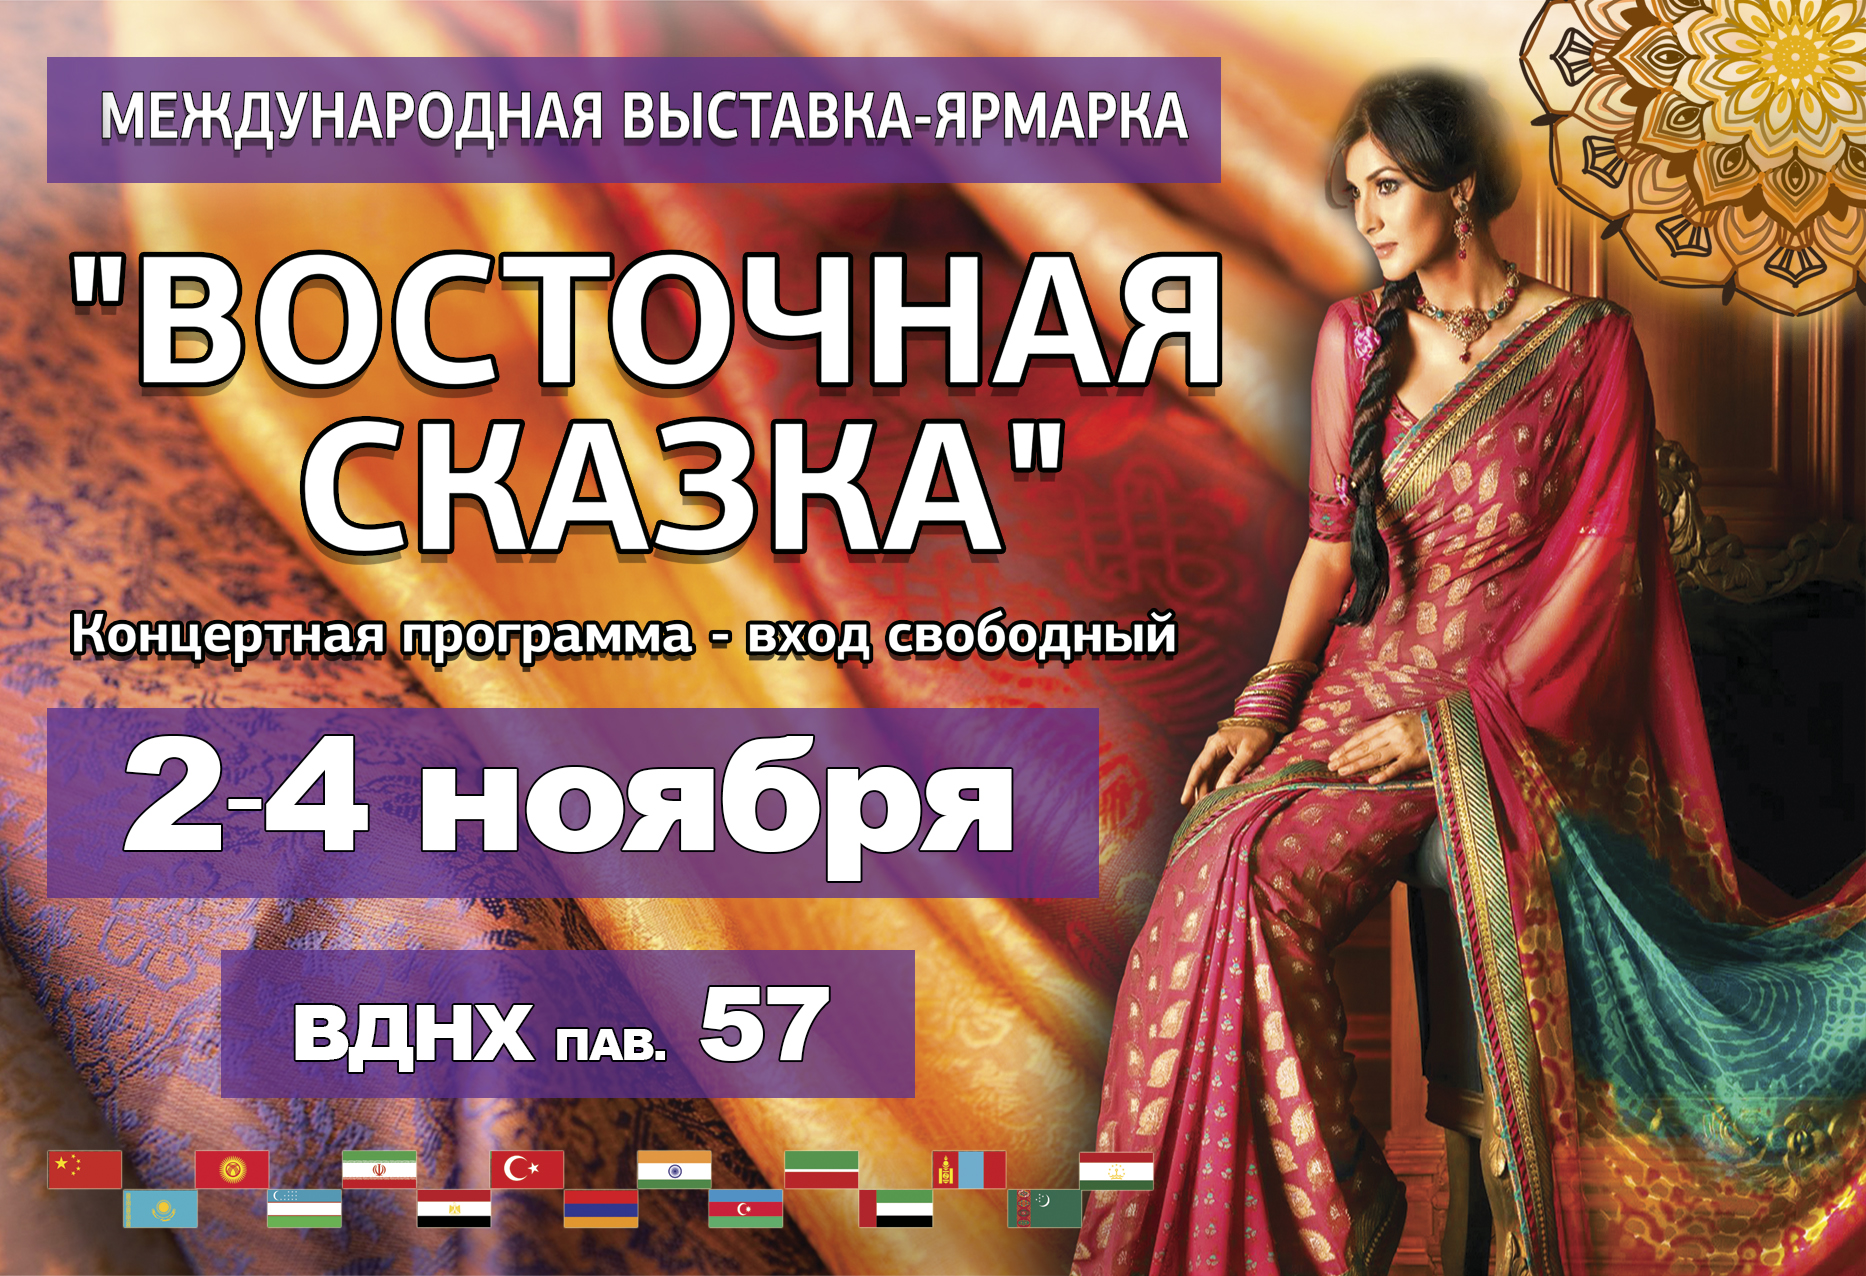 МЕЖДУНАРОДНАЯ ВЫСТАВКА-ЯРМАРКА
"ВОСТОЧНАЯ
СКАЗКА"
Концертная программа - вход свободный
2-4 ноября
ВДНХ ПАВ. 57